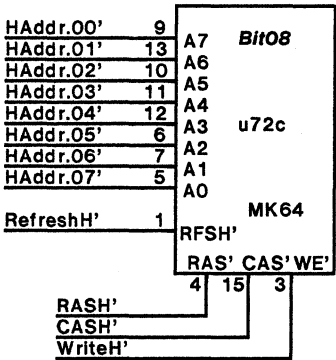 HAddr.00' 9 A7 Bit08
HAddr.01' 13 A6
HAddr.02' 10 A5
HAddr.03' 11 A4
HAddr.04' 12 A3 u72c
HAddr.05' 6 A2
HAddr.06' 7 A1
HAddr.07' 5 A0
MK64
RefreshH' 1 RFSH'
RAS' CAS' WE'
4 15 3
RASH'
CASH'
WriteH'